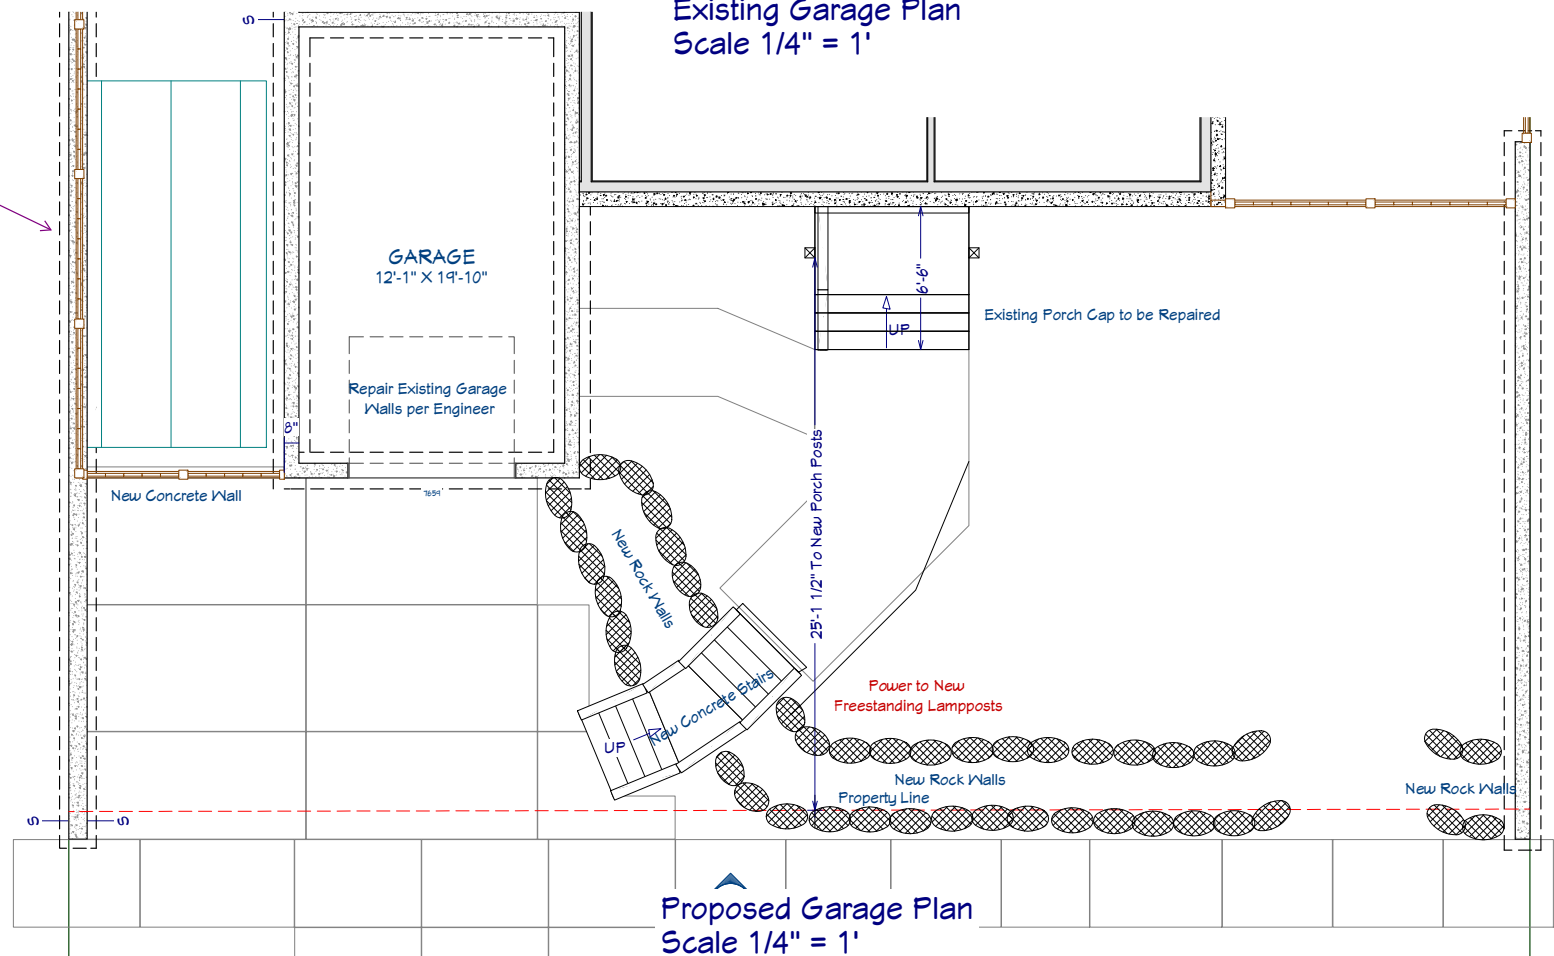 Existing Garage Plan
Scale 1/4" = 1'
S
GARAGE
12'-1" X 19'-10"
6'-6"
UP
Existing Porch Cap to be Repaired
Repair Existing Garage
Walls per Engineer
8"
New Concrete Wall
7659
New Rock Walls
25'-1 1/2" To New Porch Posts
New Concrete Stairs
UP
Power to New
Freestanding Lampposts
New Rock Walls
Property Line
New Rock Walls
S
S
Proposed Garage Plan
Scale 1/4" = 1'